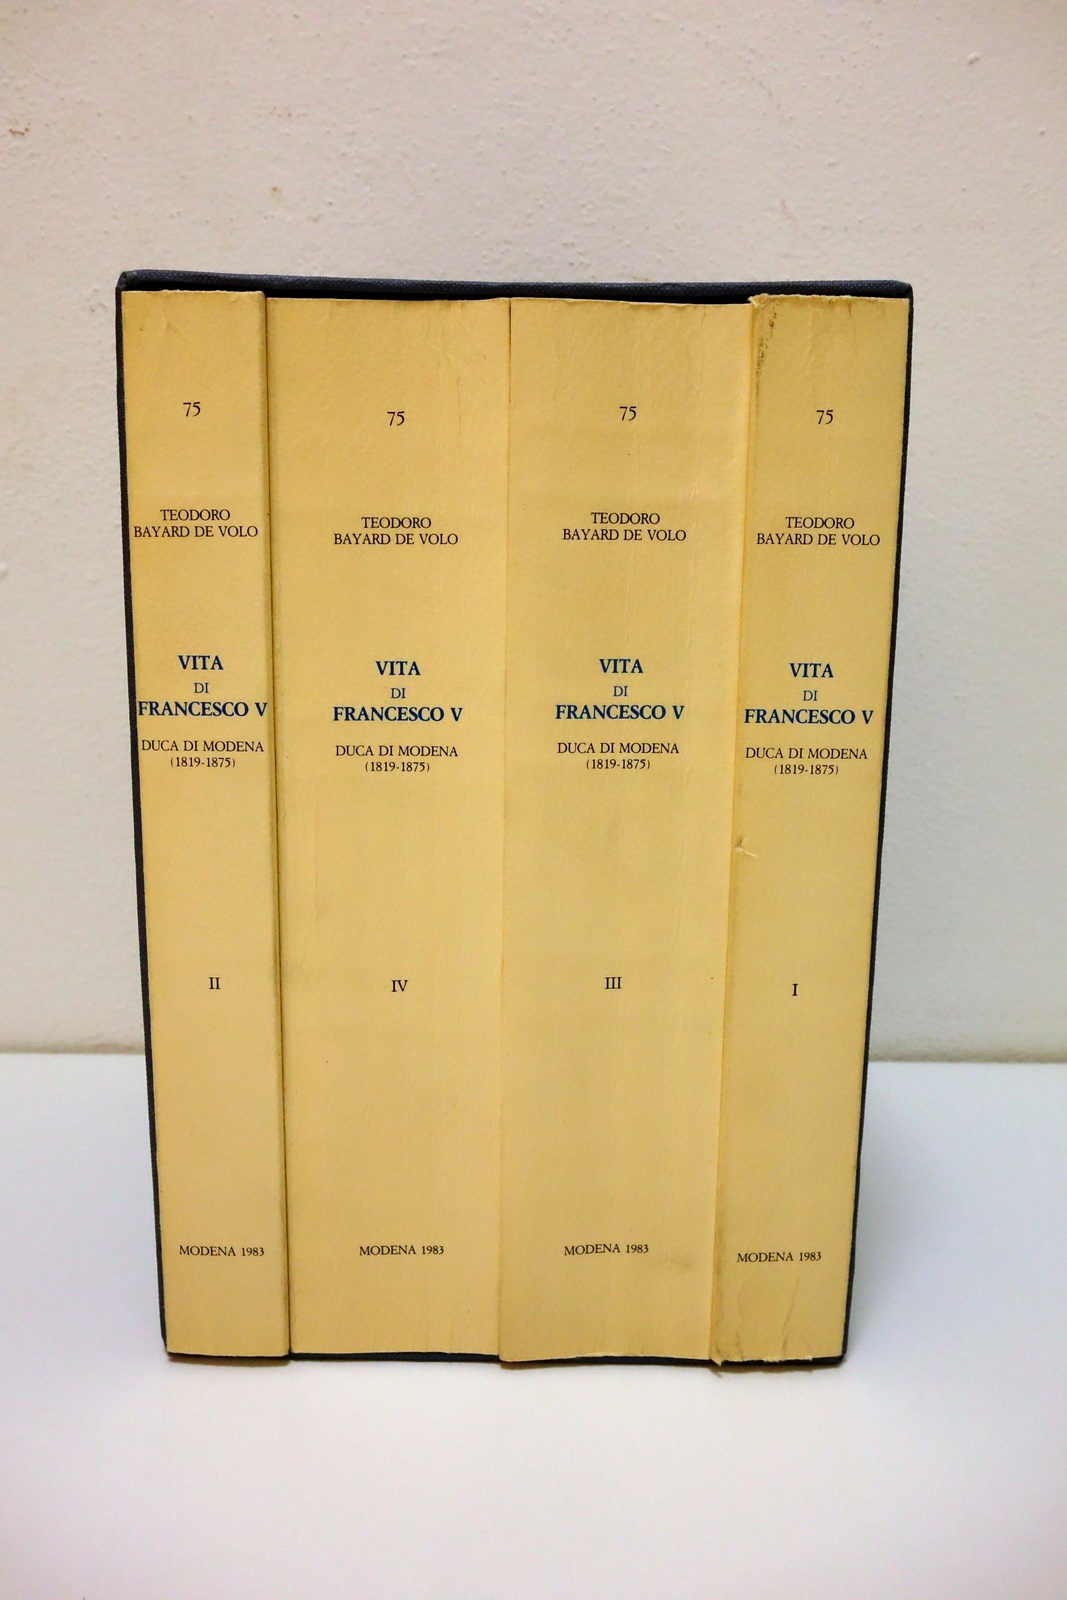 75
TEODORO
BAYARD DE VOLO
VITA
DI
FRANCESCO V
DUCA DI MODENA
(1819-1875)
II
MODENA 1983
75
TEODORO
BAYARD DE VOLO
VITA
DI
FRANCESCO V
DUCA DI MODENA
(1819-1875)
IV
MODENA 1983
75
TEODORO
BAYARD DE VOLO
VITA
DI
FRANCESCO V
DUCA DI MODENA
(1819-1875)
III
MODENA 1983
75
TEODORO
BAYARD DE VOLO
VITA
DI
FRANCESCO V
DUCA DI MODENA
(1819-1875)
I
MODENA 1983